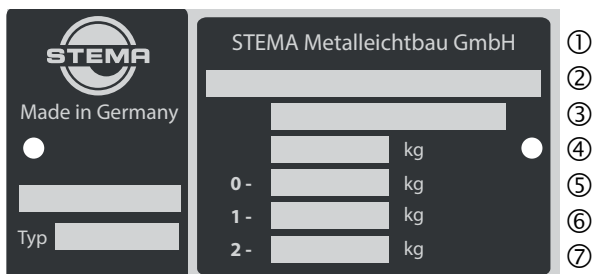 STEMA
Made in Germany
Typ
STEMA Metalleichtbau GmbH ①
②
③
kg ④
0 - kg ⑤
1 - kg ⑥
2 - kg ⑦